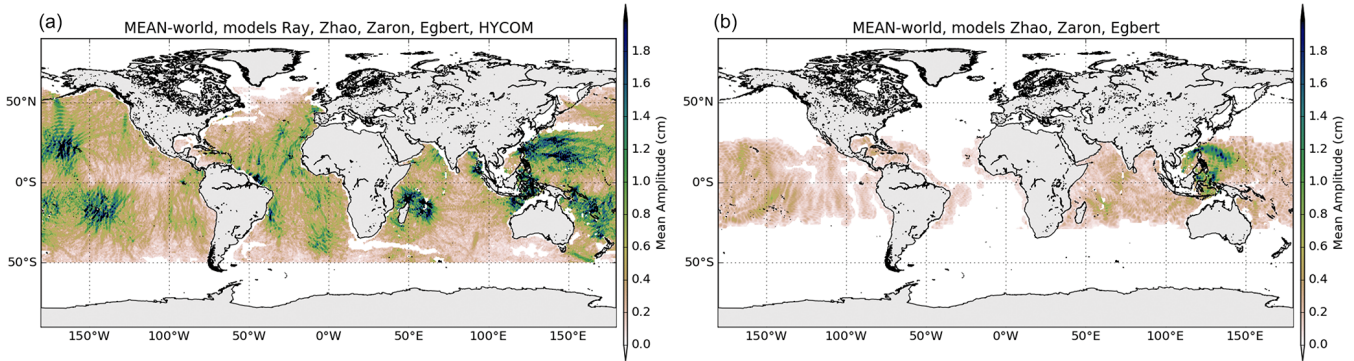 (a)
MEAN-world, models Ray, Zhao, Zaron, Egbert, HYCOM
50°N
0°S
50°S
150°W 100°W 50°W 0°W 50°E 100°E 150°E
1.8
1.6
1.4
1.2
1.0
0.8
0.6
0.4
0.2
0.0
Mean Amplitude (cm)
(b)
MEAN-world, models Zhao, Zaron, Egbert
50°N
0°S
50°S
150°W 100°W 50°W 0°W 50°E 100°E 150°E
1.8
1.6
1.4
1.2
1.0
0.8
0.6
0.4
0.2
0.0
Mean Amplitude (cm)